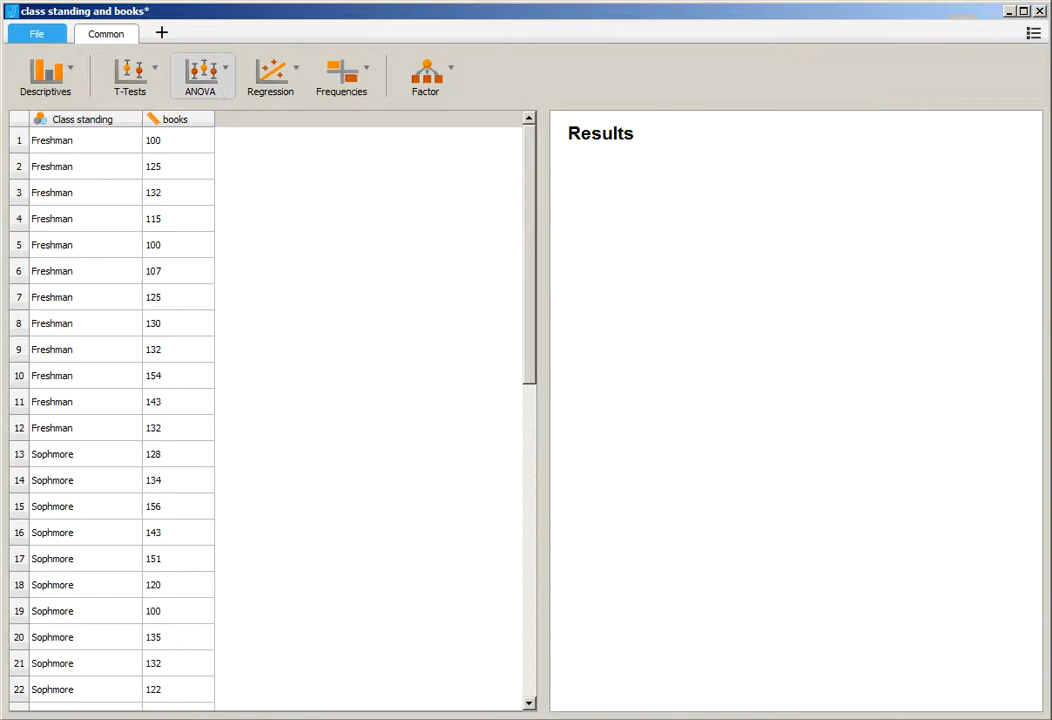 class standing and books*
File Common +
Descriptives T-Tests ANOVA Regression Frequencies Factor
Class standing books
1 Freshman 100
2 Freshman 125
3 Freshman 132
4 Freshman 115
5 Freshman 100
6 Freshman 107
7 Freshman 125
8 Freshman 130
9 Freshman 132
10 Freshman 154
11 Freshman 143
12 Freshman 132
13 Sophmore 128
14 Sophmore 134
15 Sophmore 156
16 Sophmore 143
17 Sophmore 151
18 Sophmore 120
19 Sophmore 100
20 Sophmore 135
21 Sophmore 132
22 Sophmore 122
Results